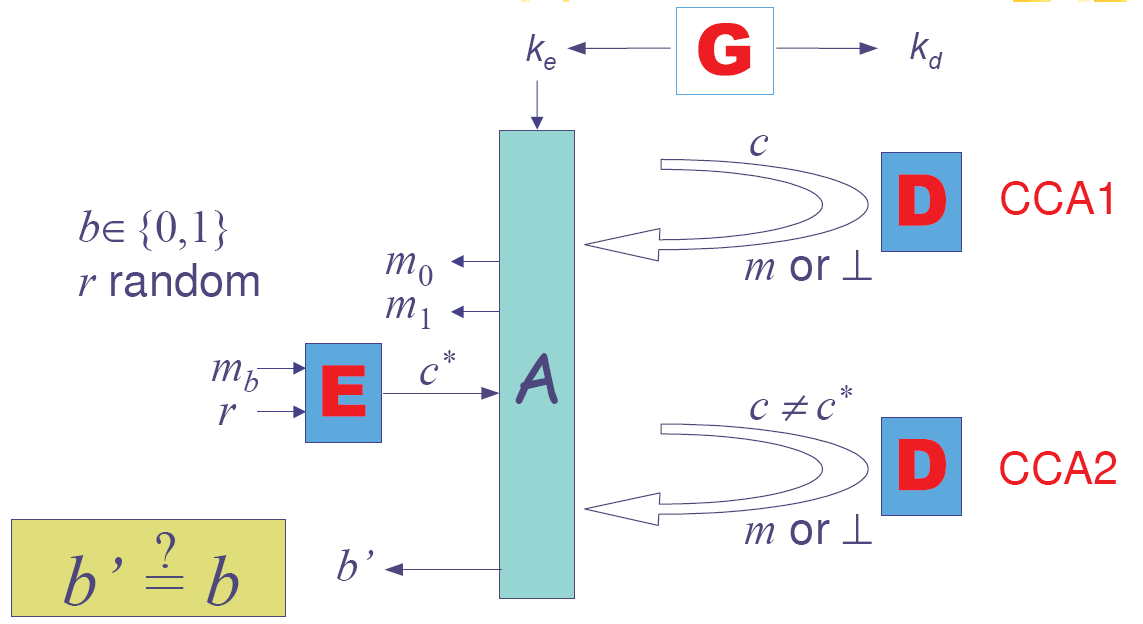 k_e G k_d
c
D CCA1
m or ⊥
b∈ {0,1}
r random
m_0
m_1
m_b
r
E
c*
A
c ≠ c*
D CCA2
m or ⊥
b’
b’ ≟ b